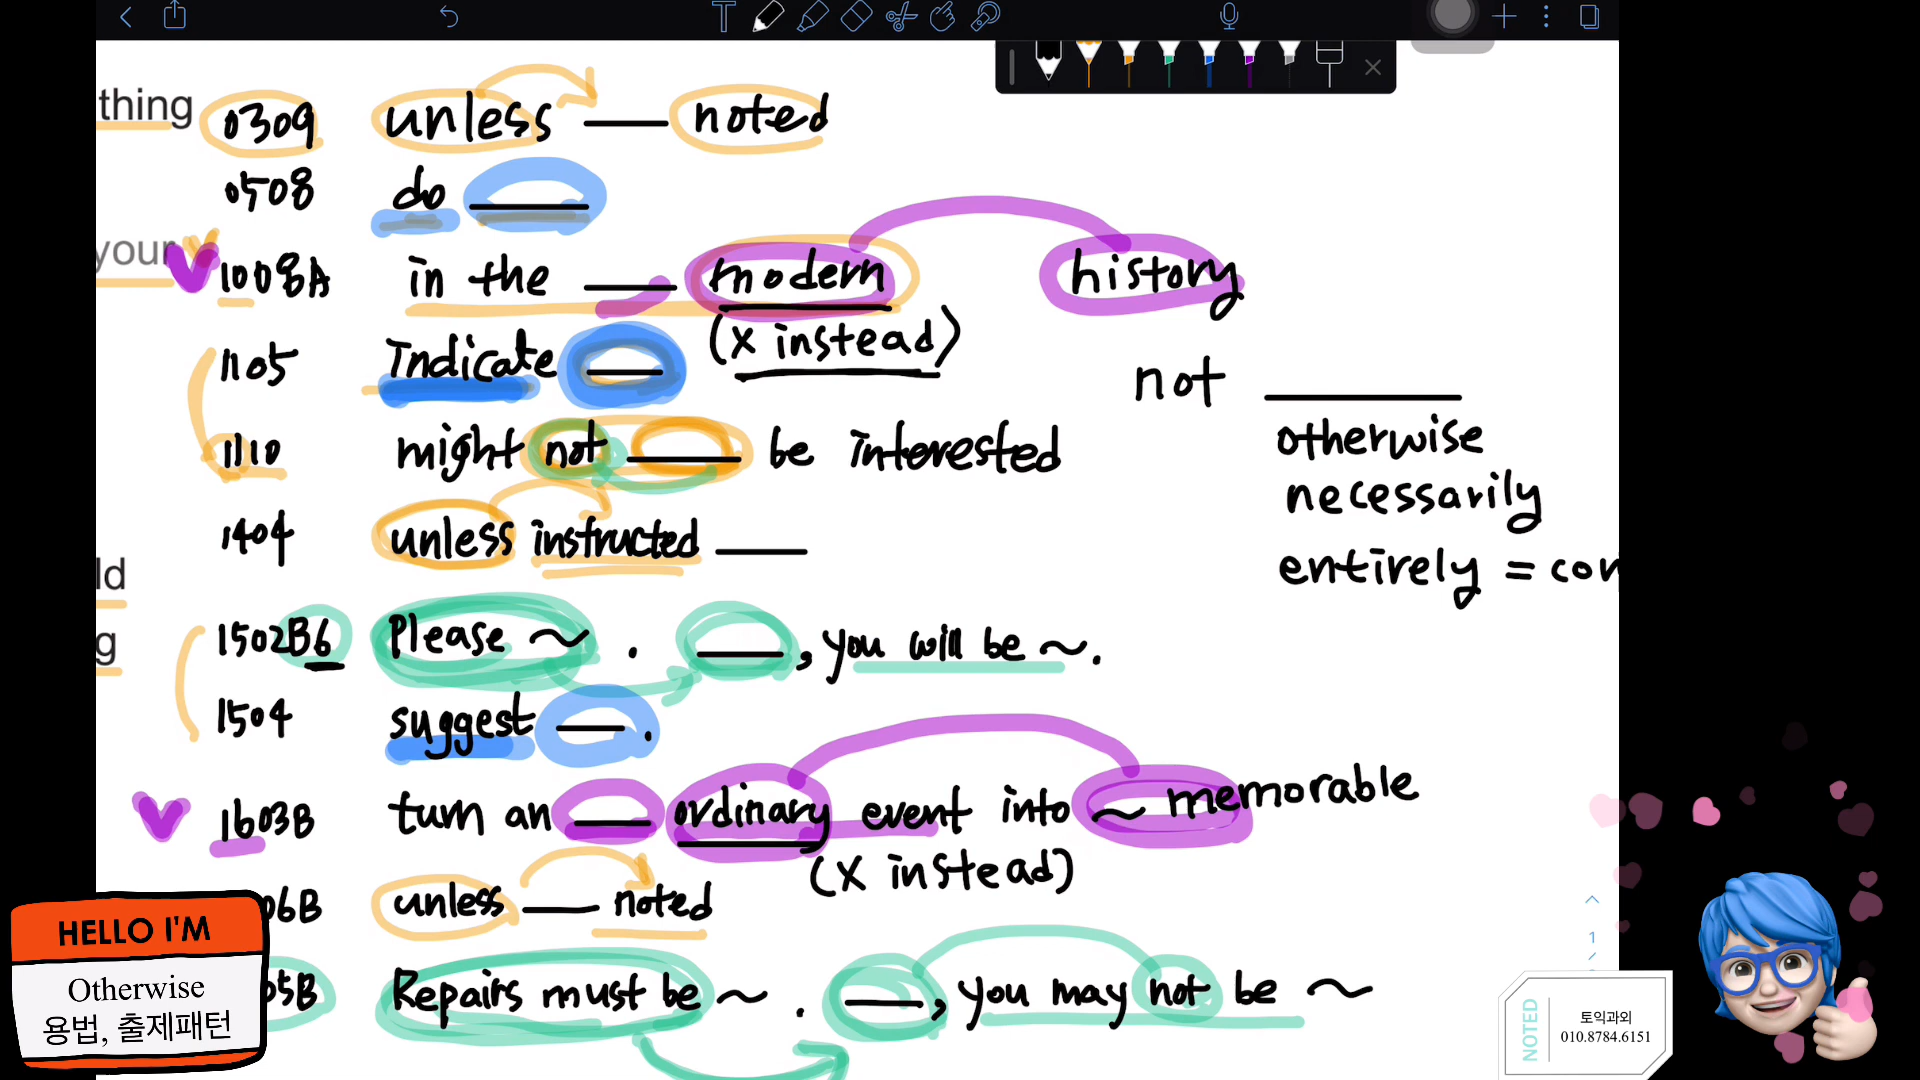 thing
0309 unless ___ noted
0508 do ___
your
1008A in the ___ modern history
(X instead)
1105 Indicate ___
not ___
1110 might not ___ be interested
otherwise
necessarily
1404 unless instructed ___
entirely = con
ld
1502B6 Please ~ . ___, you will be ~.
g
1504 suggest ___.
1603B turn an ___ ordinary event into ~ memorable
(X instead)
06B unless ___ noted
05B Repairs must be ~ . ___, you may not be ~
HELLO I'M
Otherwise
용법, 출제패턴
1
NOTED
토익과외
010.8784.6151